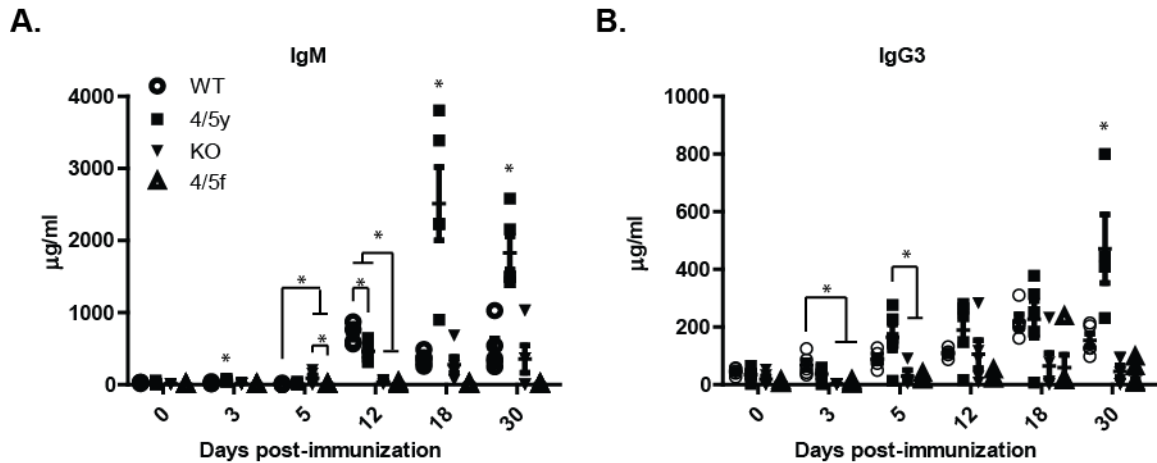 A.
IgM
WT
4/5y
KO
4/5f
4000
3000
2000
1000
0
µg/ml
*
*
*
*
*
*
*
0 3 5 12 18 30
Days post-immunization
B.
IgG3
1000
800
600
400
200
0
µg/ml
*
*
*
0 3 5 12 18 30
Days post-immunization